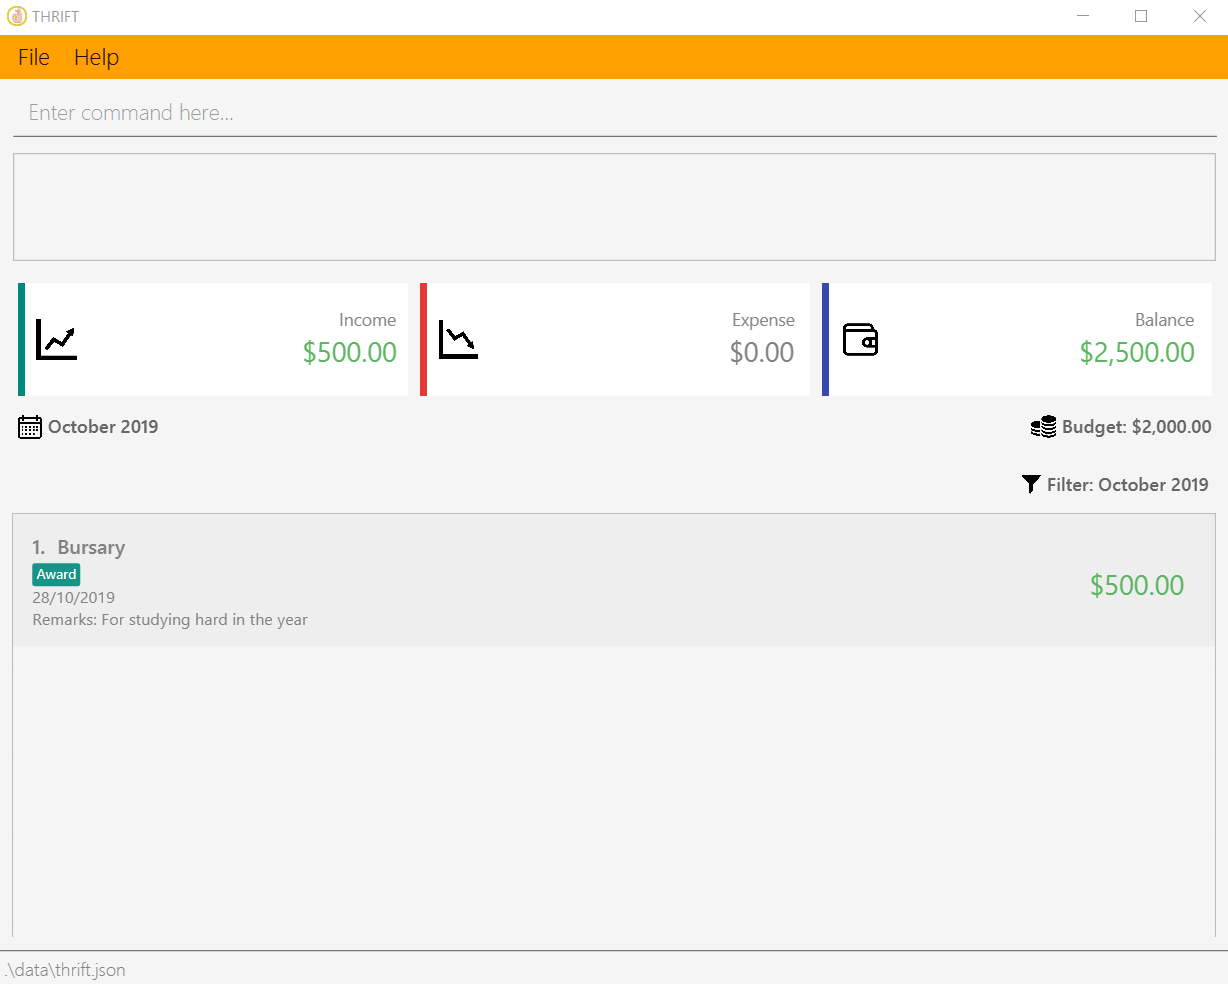 THRIFT
File Help
Enter command here...
Income
$500.00
Expense
$0.00
Balance
$2,500.00
October 2019
Budget: $2,000.00
Filter: October 2019
1. Bursary
Award
28/10/2019
Remarks: For studying hard in the year
$500.00
.\data\thrift.json